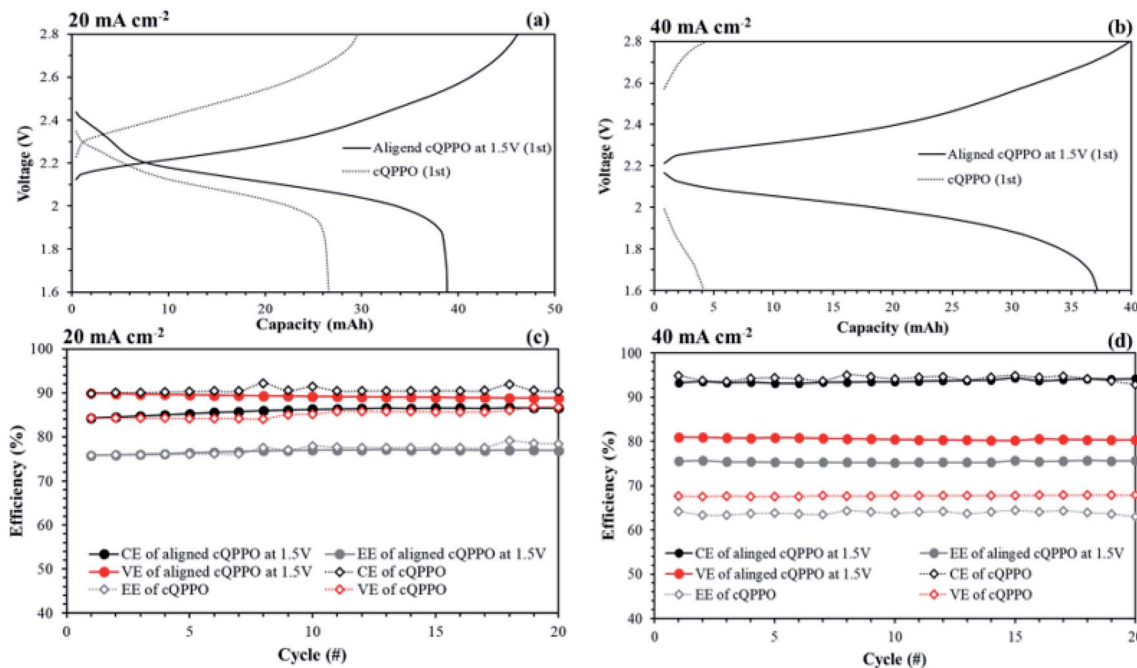 20 mA cm-2
(a)
2.8
2.6
2.4
2.2
2
1.8
1.6
Voltage (V)
Aligend cQPPO at 1.5V (1st)
cQPPO (1st)
0 10 20 30 40 50
Capacity (mAh)
40 mA cm-2
(b)
2.8
2.6
2.4
2.2
2
1.8
1.6
Voltage (V)
Aligned cQPPO at 1.5V (1st)
cQPPO (1st)
0 5 10 15 20 25 30 35 40
Capacity (mAh)
20 mA cm-2
(c)
100
90
80
70
60
50
40
Efficiency (%)
CE of aligned cQPPO at 1.5V
EE of aligned cQPPO at 1.5V
VE of aligned cQPPO at 1.5V
CE of cQPPO
EE of cQPPO
VE of cQPPO
0 5 10 15 20
Cycle (#)
40 mA cm-2
(d)
100
90
80
70
60
50
40
Efficiency (%)
CE of alinged cQPPO at 1.5V
EE of alinged cQPPO at 1.5V
VE of alinged cQPPO at 1.5V
CE of cQPPO
EE of cQPPO
VE of cQPPO
0 5 10 15 20
Cycle (#)